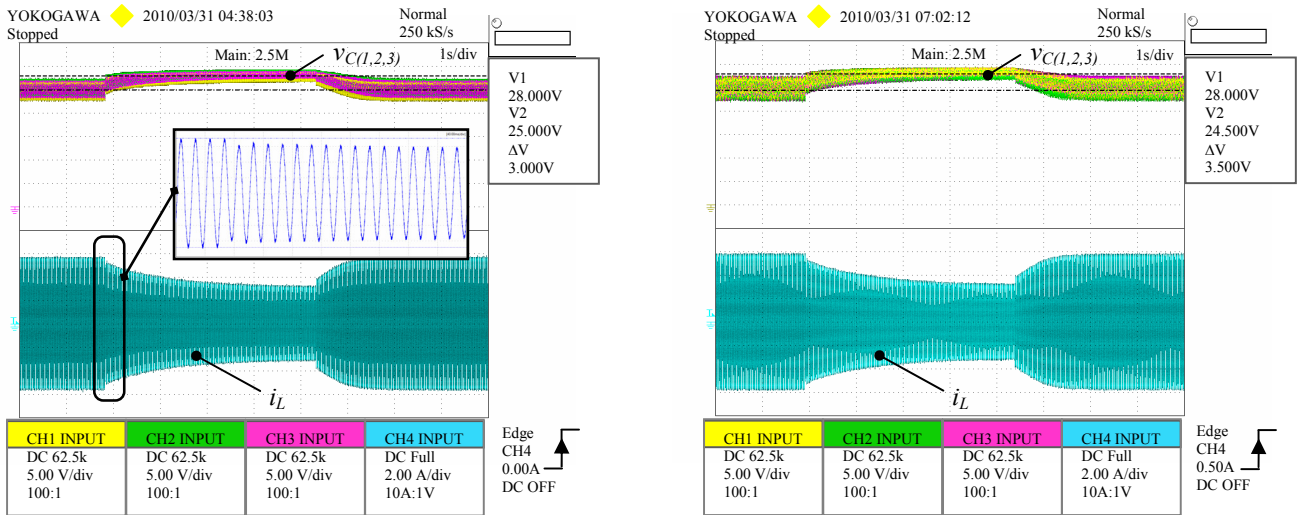 YOKOGAWA 2010/03/31 04:38:03 Normal
Stopped 250 kS/s
Main: 2.5M 1s/div
vC(1,2,3)
V1
28.000V
V2
25.000V
ΔV
3.000V
iL
CH1 INPUT CH2 INPUT CH3 INPUT CH4 INPUT
DC 62.5k DC 62.5k DC 62.5k DC Full
5.00 V/div 5.00 V/div 5.00 V/div 2.00 A/div
100:1 100:1 100:1 10A:1V
Edge
CH4
0.00A
DC OFF
YOKOGAWA 2010/03/31 07:02:12 Normal
Stopped 250 kS/s
Main: 2.5M 1s/div
vC(1,2,3)
V1
28.000V
V2
24.500V
ΔV
3.500V
iL
CH1 INPUT CH2 INPUT CH3 INPUT CH4 INPUT
DC 62.5k DC 62.5k DC 62.5k DC Full
5.00 V/div 5.00 V/div 5.00 V/div 2.00 A/div
100:1 100:1 100:1 10A:1V
Edge
CH4
0.50A
DC OFF